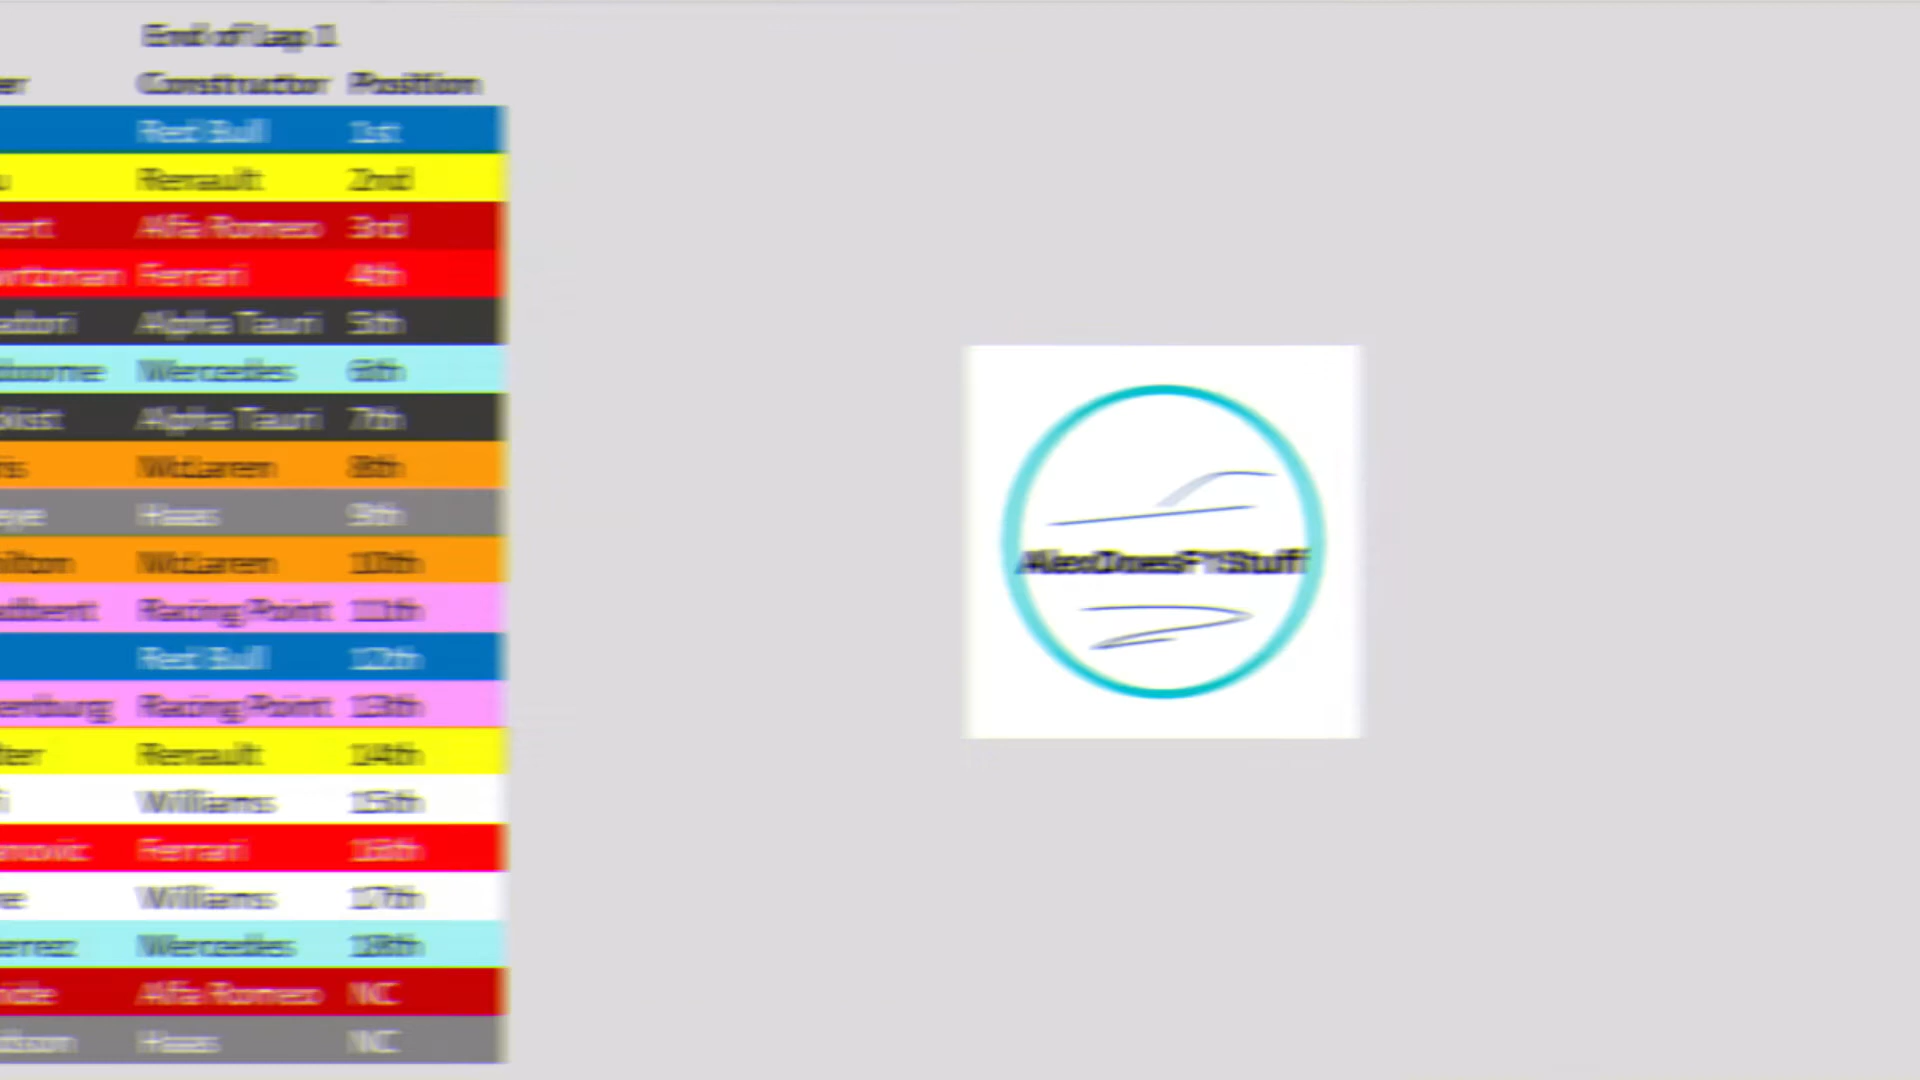 End of Lap 1
Constructor Position
Red Bull 1st
Renault 2nd
Alfa Romeo 3rd
Ferrari 4th
Alpha Tauri 5th
Mercedes 6th
Alpha Tauri 7th
McLaren 8th
Haas 9th
McLaren 10th
Racing Point 11th
Red Bull 12th
Racing Point 13th
Renault 14th
Williams 15th
Ferrari 16th
Williams 17th
Mercedes 18th
Alfa Romeo NC
Haas NC
AlexDoesF1Stuff